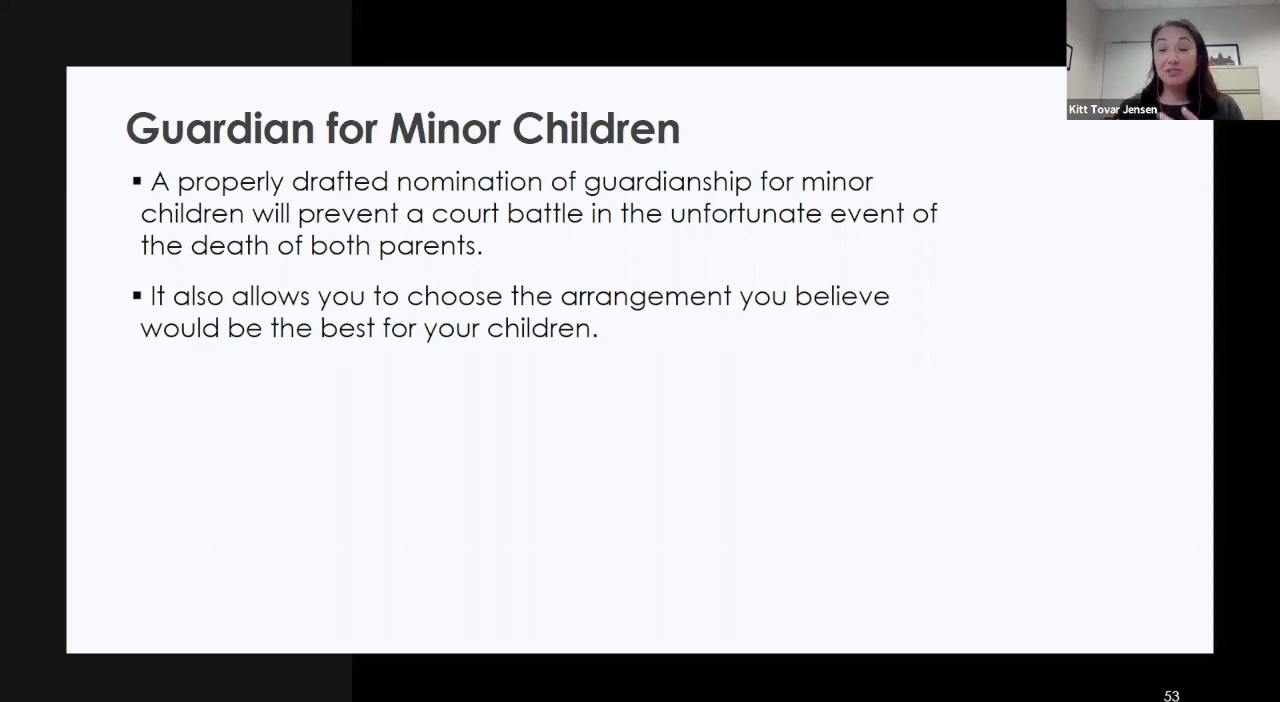 Kitt Tovar Jensen
Guardian for Minor Children
▪ A properly drafted nomination of guardianship for minor
children will prevent a court battle in the unfortunate event of
the death of both parents.
▪ It also allows you to choose the arrangement you believe
would be the best for your children.
53